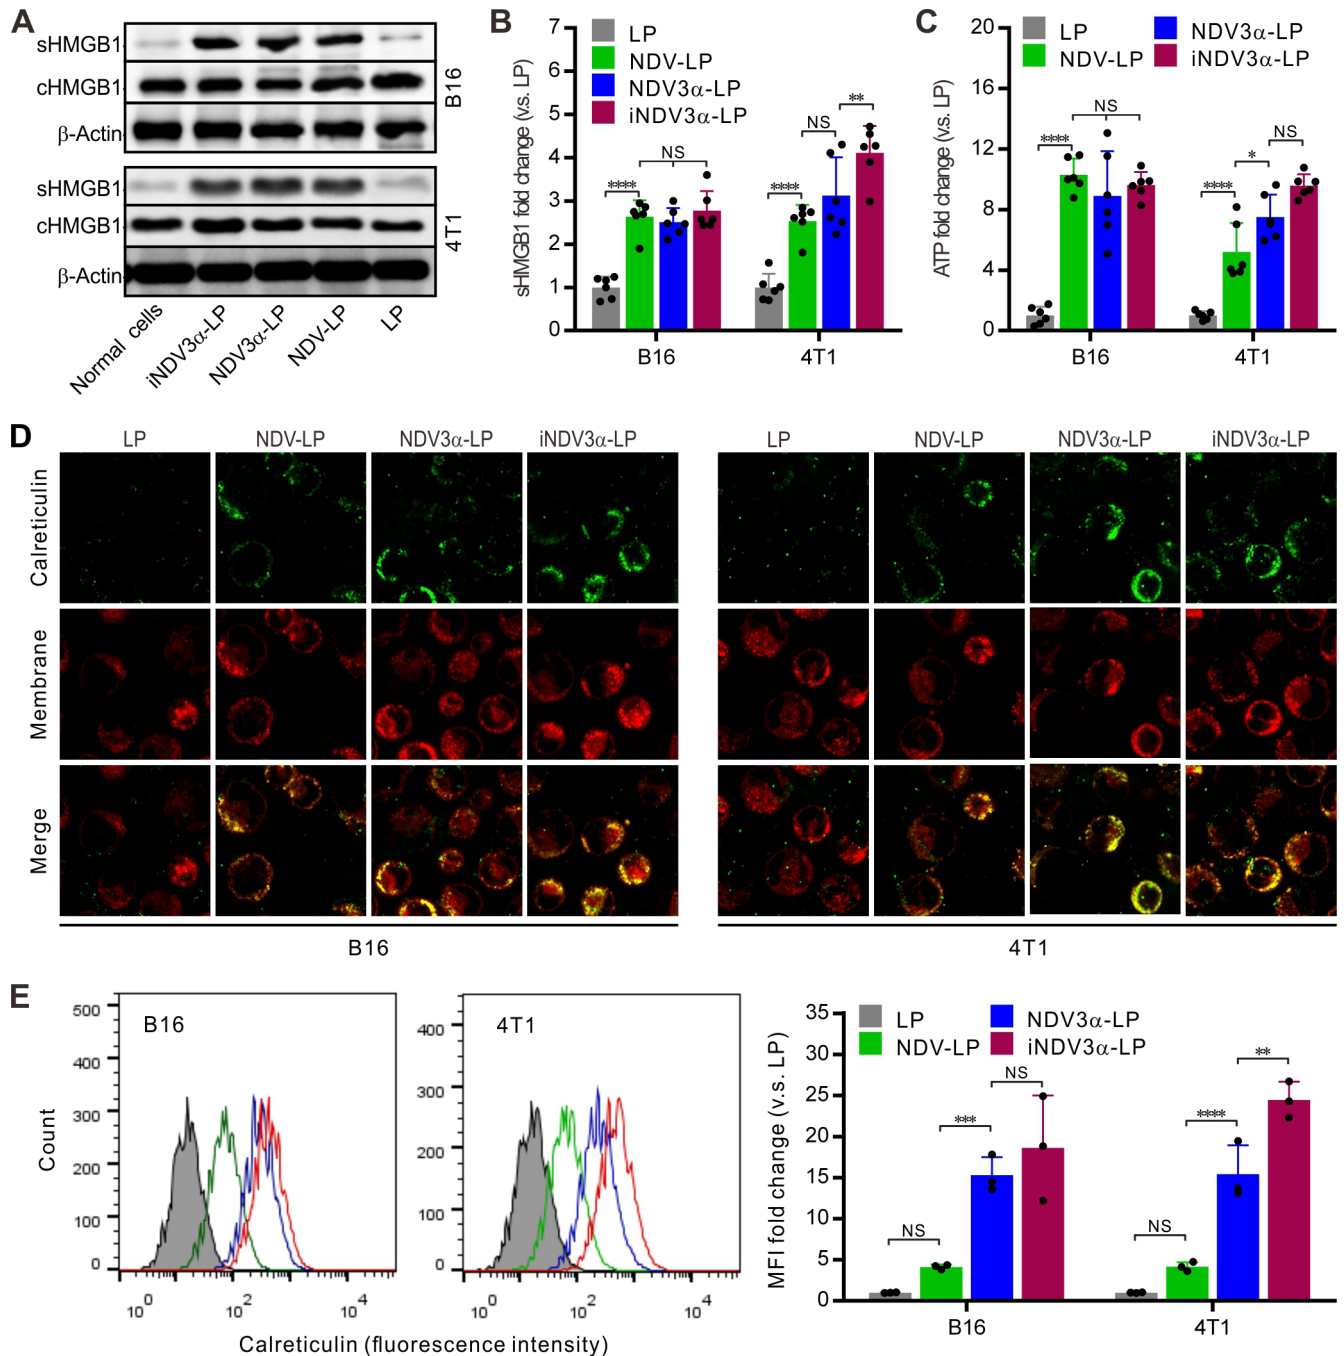 A
sHMGB1
cHMGB1
β-Actin
B16
sHMGB1
cHMGB1
β-Actin
4T1
Normal cells
iNDV3α-LP
NDV3α-LP
NDV-LP
LP
B
sHMGB1 fold change (v.s. LP)
7
6
5
4
3
2
1
0
LP
NDV-LP
NDV3α-LP
iNDV3α-LP
****
NS
****
NS
**
B16
4T1
C
ATP fold change (v.s. LP)
20
16
12
8
4
0
LP
NDV-LP
NDV3α-LP
iNDV3α-LP
****
NS
****
*
NS
B16
4T1
D
LP
NDV-LP
NDV3α-LP
iNDV3α-LP
LP
NDV-LP
NDV3α-LP
iNDV3α-LP
Calreticulin
Membrane
Merge
B16
4T1
E
Count
500
400
300
200
100
0
B16
10^0
10^2
10^4
400
300
200
100
0
4T1
10^0
10^2
10^4
Calreticulin (fluorescence intensity)
MFI fold change (v.s. LP)
35
30
25
20
15
10
5
0
LP
NDV-LP
NDV3α-LP
iNDV3α-LP
NS
***
NS
NS
****
**
B16
4T1